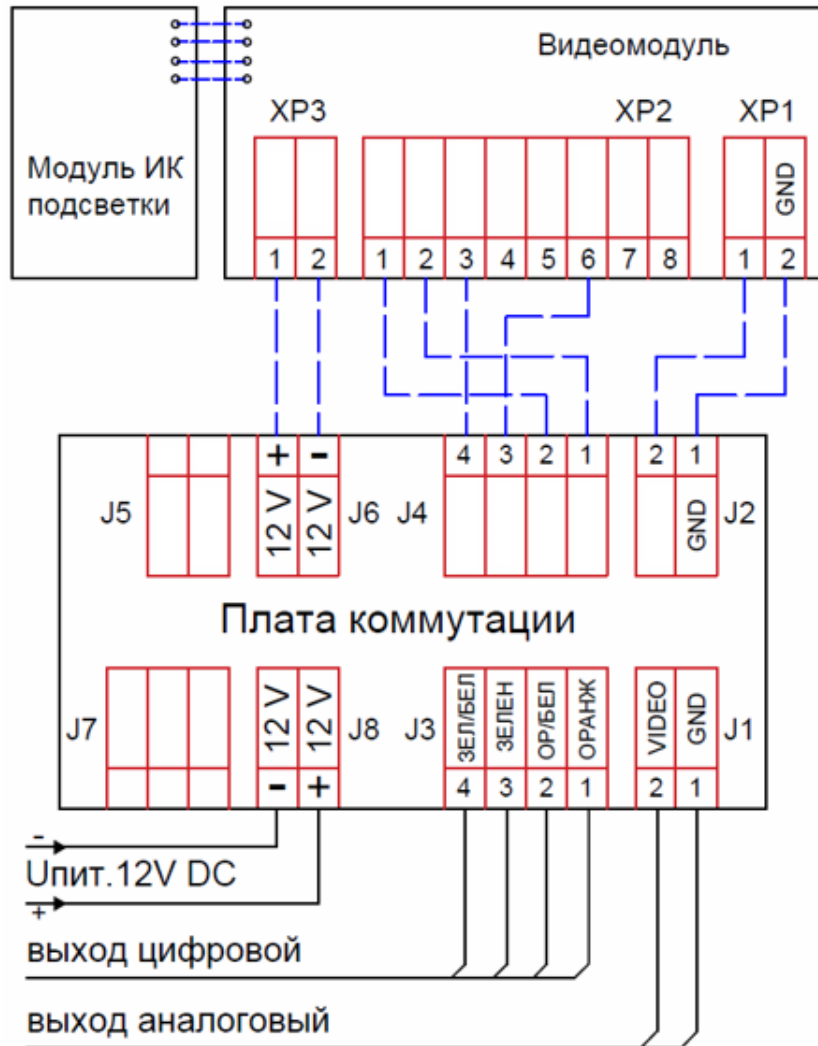 Видеомодуль
XP3 XP2 XP1
Модуль ИК
подсветки
GND
1 2 1 2 3 4 5 6 7 8 1 2
+ - 4 3 2 1 2 1
J5 12 V 12 V J6 J4 GND J2
Плата коммутации
J7 12 V 12 V J8 J3 ЗЕЛ/БЕЛ ЗЕЛЕН ОР/БЕЛ ОРАНЖ VIDEO GND J1
- + 4 3 2 1 2 1
-
Uпит.12V DC
+
выход цифровой
выход аналоговый